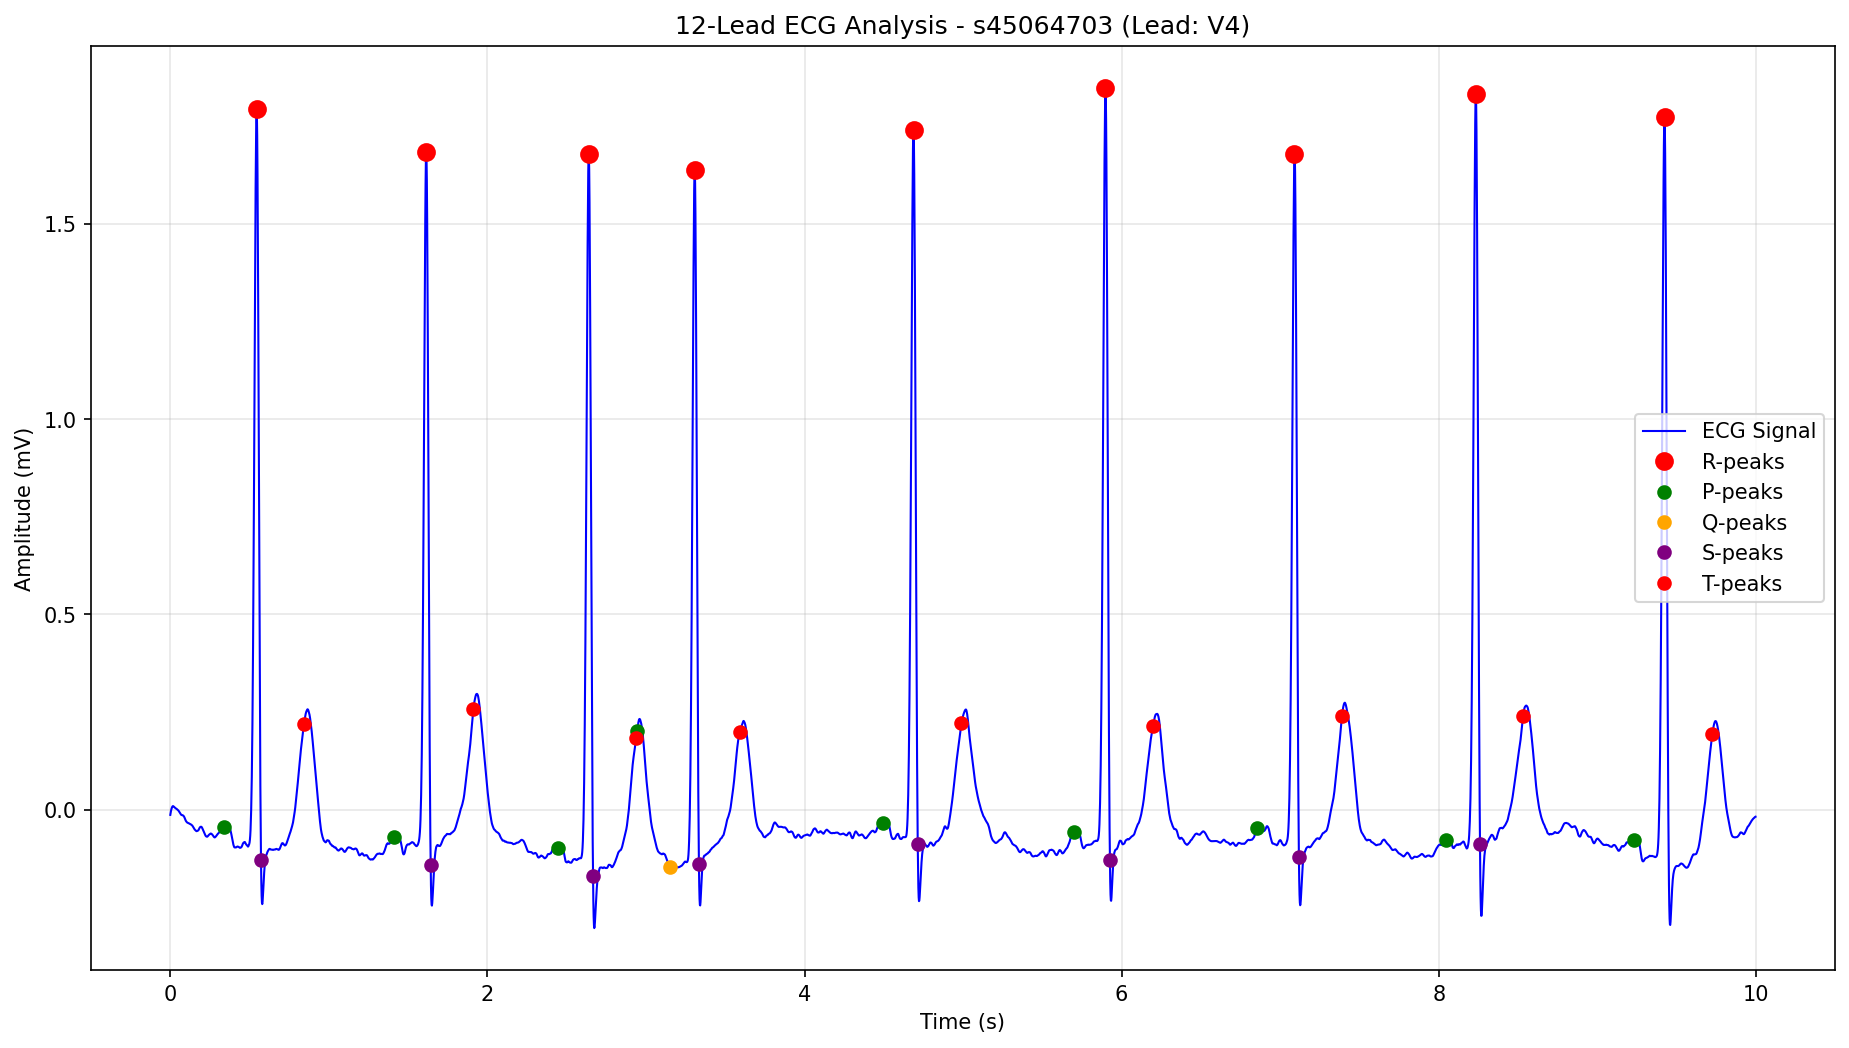 12-Lead ECG Analysis - s45064703 (Lead: V4)
Amplitude (mV)
1.5
1.0
0.5
0.0
ECG Signal
R-peaks
P-peaks
Q-peaks
S-peaks
T-peaks
0 2 4 6 8 10
Time (s)